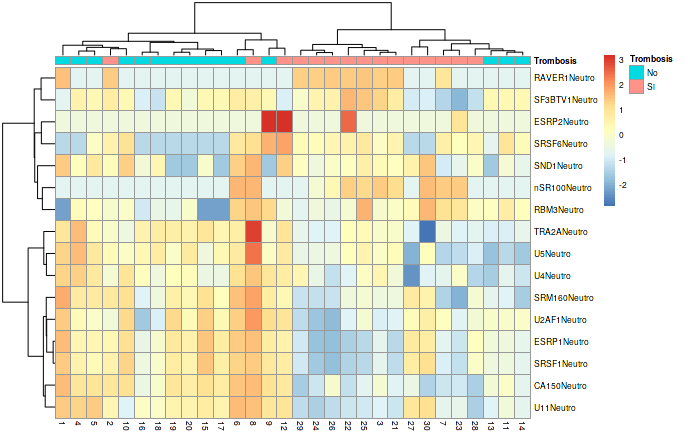 Trombosis
RAVER1Neutro
SF3BTV1Neutro
ESRP2Neutro
SRSF6Neutro
SND1Neutro
nSR100Neutro
RBM3Neutro
TRA2ANeutro
U5Neutro
U4Neutro
SRM160Neutro
U2AF1Neutro
ESRP1Neutro
SRSF1Neutro
CA150Neutro
U11Neutro
1 4 5 2 10 16 18 19 20 15 17 6 8 9 12 29 24 26 22 25 3 21 27 30 7 23 28 13 11 14
3
2
1
0
-1
-2
Trombosis
No
SI